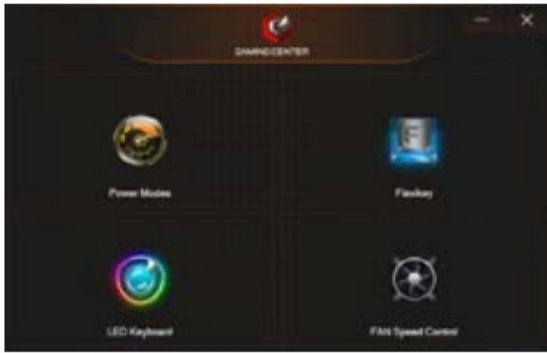 GAMING CENTER
Power Modes
Flexikey
LED Keyboard
FAN Speed Control